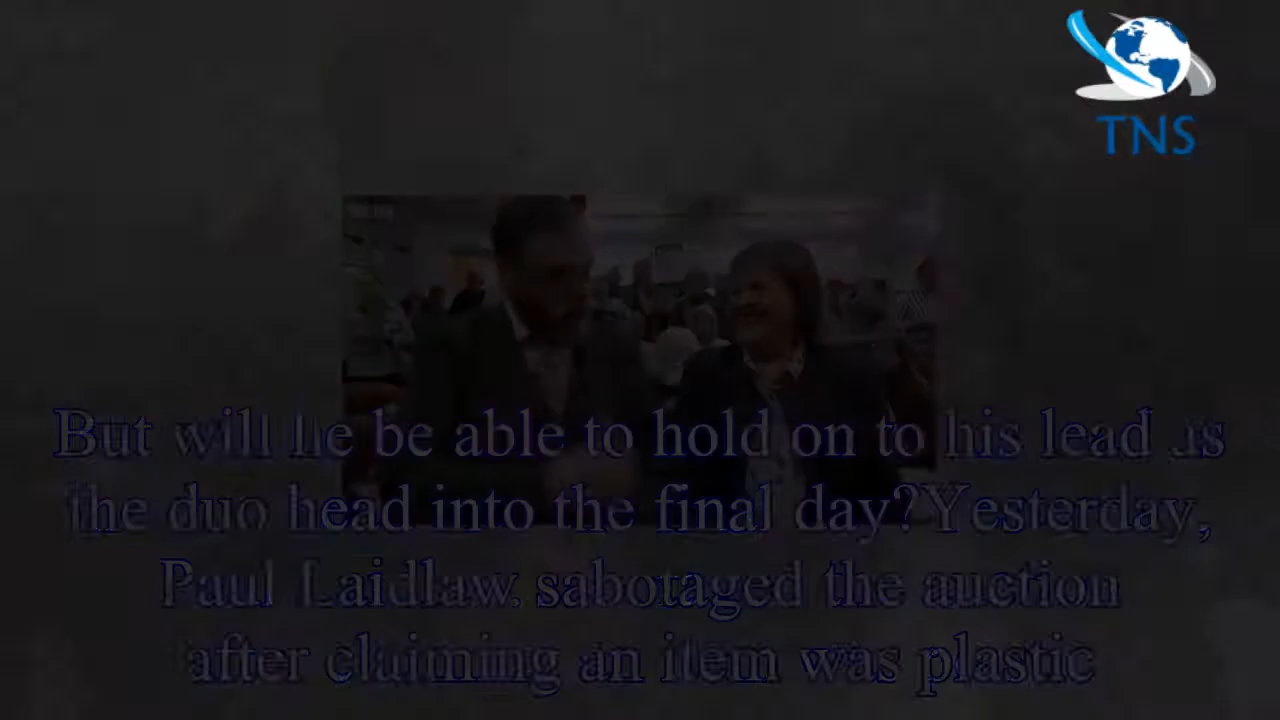 TNS
But will he be able to hold on to his lead as
the duo head into the final day?Yesterday,
Paul Laidlaw. sabotaged the auction
after claiming an item was plastic